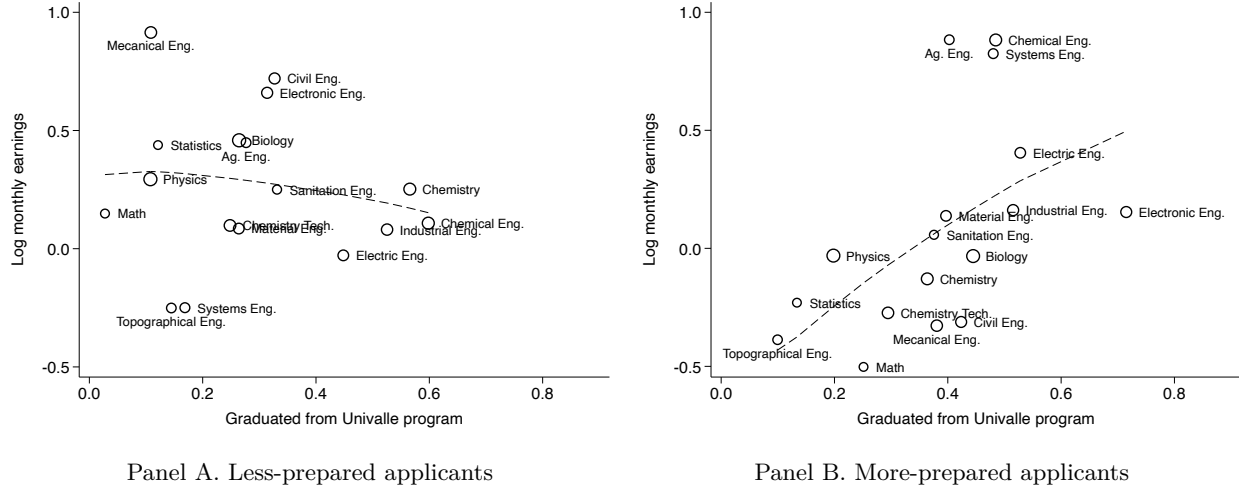 1.0
Mecanical Eng.
Civil Eng.
Electronic Eng.
0.5
Statistics
Biology
Ag. Eng.
Physics
Sanitation Eng.
Chemistry
Math
Chemistry Tech.
Material Eng.
Chemical Eng.
Industrial Eng.
0.0
Electric Eng.
Systems Eng.
Topographical Eng.
-0.5
Log monthly earnings
0.0 0.2 0.4 0.6 0.8
Graduated from Univalle program
Panel A. Less-prepared applicants
1.0
Chemical Eng.
Ag. Eng.
Systems Eng.
0.5
Electric Eng.
Material Eng.
Industrial Eng.
Electronic Eng.
Sanitation Eng.
0.0
Physics
Biology
Chemistry
Statistics
Chemistry Tech.
Civil Eng.
Mecanical Eng.
Topographical Eng.
Math
-0.5
Log monthly earnings
0.0 0.2 0.4 0.6 0.8
Graduated from Univalle program
Panel B. More-prepared applicants